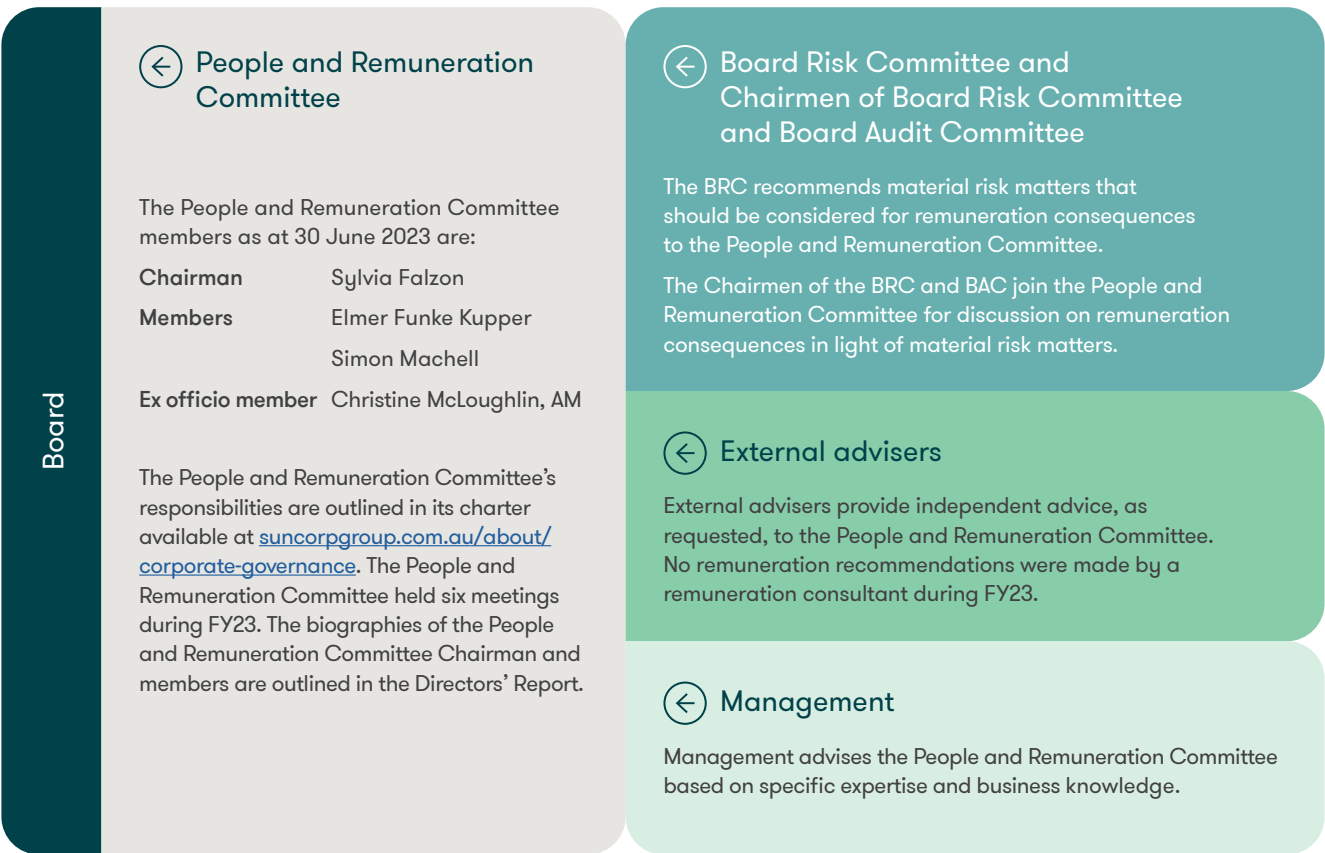 Board
People and Remuneration
Committee
The People and Remuneration Committee
members as at 30 June 2023 are:
Chairman Sylvia Falzon
Members Elmer Funke Kupper
Simon Machell
Ex officio member Christine McLoughlin, AM
The People and Remuneration Committee’s
responsibilities are outlined in its charter
available at suncorpgroup.com.au/about/
corporate-governance. The People and
Remuneration Committee held six meetings
during FY23. The biographies of the People
and Remuneration Committee Chairman and
members are outlined in the Directors’ Report.
Board Risk Committee and
Chairmen of Board Risk Committee
and Board Audit Committee
The BRC recommends material risk matters that
should be considered for remuneration consequences
to the People and Remuneration Committee.
The Chairmen of the BRC and BAC join the People and
Remuneration Committee for discussion on remuneration
consequences in light of material risk matters.
External advisers
External advisers provide independent advice, as
requested, to the People and Remuneration Committee.
No remuneration recommendations were made by a
remuneration consultant during FY23.
Management
Management advises the People and Remuneration Committee
based on specific expertise and business knowledge.